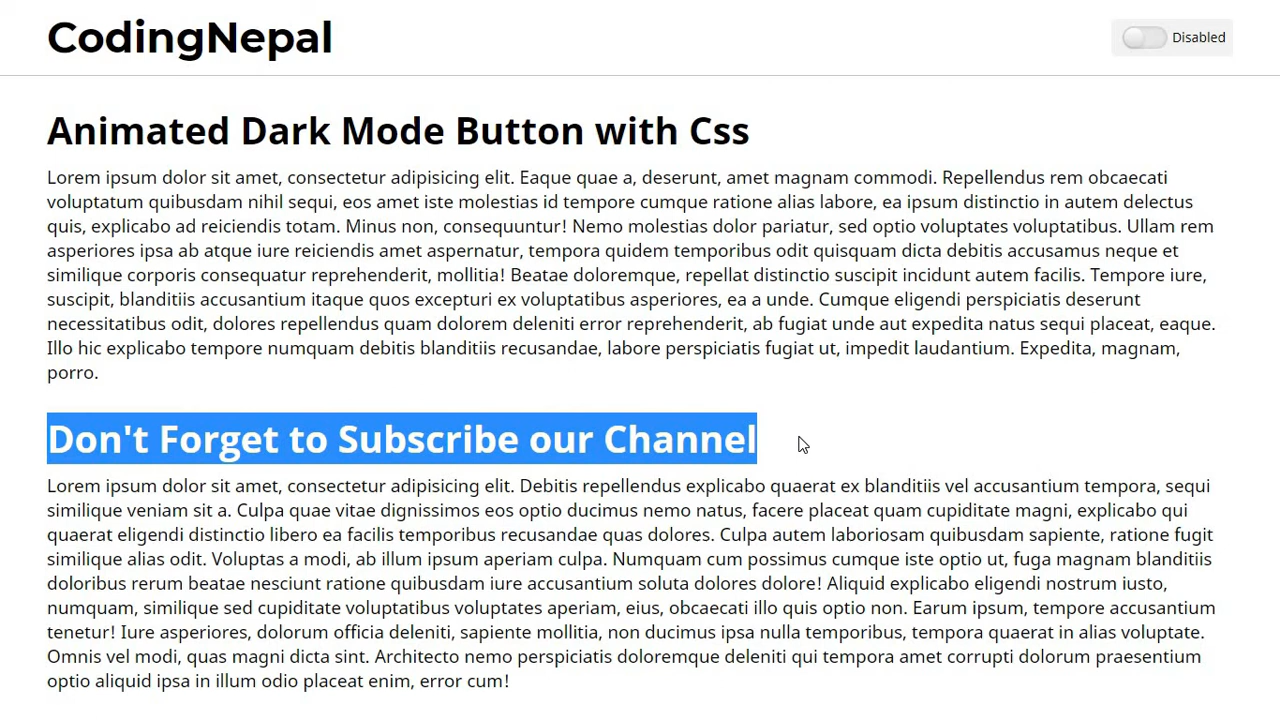 CodingNepal
Disabled
Animated Dark Mode Button with Css
Lorem ipsum dolor sit amet, consectetur adipisicing elit. Eaque quae a, deserunt, amet magnam commodi. Repellendus rem obcaecati
voluptatum quibusdam nihil sequi, eos amet iste molestias id tempore cumque ratione alias labore, ea ipsum distinctio in autem delectus
quis, explicabo ad reiciendis totam. Minus non, consequuntur! Nemo molestias dolor pariatur, sed optio voluptates voluptatibus. Ullam rem
asperiores ipsa ab atque iure reiciendis amet aspernatur, tempora quidem temporibus odit quisquam dicta debitis accusamus neque et
similique corporis consequatur reprehenderit, mollitia! Beatae doloremque, repellat distinctio suscipit incidunt autem facilis. Tempore iure,
suscipit, blanditiis accusantium itaque quos excepturi ex voluptatibus asperiores, ea a unde. Cumque eligendi perspiciatis deserunt
necessitatibus odit, dolores repellendus quam dolorem deleniti error reprehenderit, ab fugiat unde aut expedita natus sequi placeat, eaque.
Illo hic explicabo tempore numquam debitis blanditiis recusandae, labore perspiciatis fugiat ut, impedit laudantium. Expedita, magnam,
porro.
Don't Forget to Subscribe our Channel
Lorem ipsum dolor sit amet, consectetur adipisicing elit. Debitis repellendus explicabo quaerat ex blanditiis vel accusantium tempora, sequi
similique veniam sit a. Culpa quae vitae dignissimos eos optio ducimus nemo natus, facere placeat quam cupiditate magni, explicabo qui
quaerat eligendi distinctio libero ea facilis temporibus recusandae quas dolores. Culpa autem laboriosam quibusdam sapiente, ratione fugit
similique alias odit. Voluptas a modi, ab illum ipsum aperiam culpa. Numquam cum possimus cumque iste optio ut, fuga magnam blanditiis
doloribus rerum beatae nesciunt ratione quibusdam iure accusantium soluta dolores dolore! Aliquid explicabo eligendi nostrum iusto,
numquam, similique sed cupiditate voluptatibus voluptates aperiam, eius, obcaecati illo quis optio non. Earum ipsum, tempore accusantium
tenetur! Iure asperiores, dolorum officia deleniti, sapiente mollitia, non ducimus ipsa nulla temporibus, tempora quaerat in alias voluptate.
Omnis vel modi, quas magni dicta sint. Architecto nemo perspiciatis doloremque deleniti qui tempora amet corrupti dolorum praesentium
optio aliquid ipsa in illum odio placeat enim, error cum!